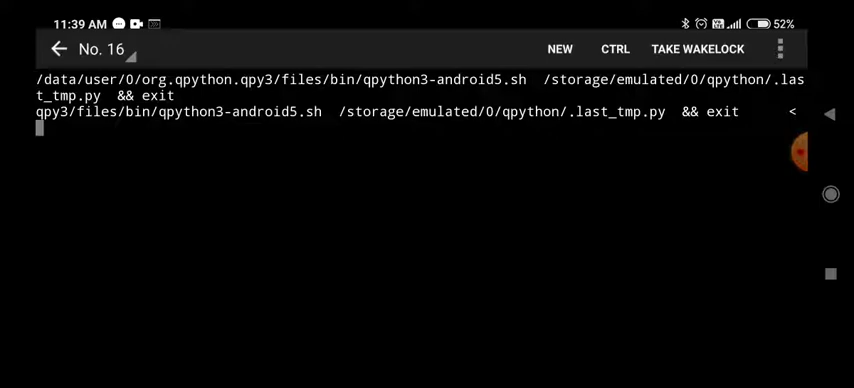 11:39 AM 52%
No. 16 NEW CTRL TAKE WAKELOCK
/data/user/0/org.qpython.qpy3/files/bin/qpython3-android5.sh  /storage/emulated/0/qpython/.las
t_tmp.py  && exit
qpy3/files/bin/qpython3-android5.sh  /storage/emulated/0/qpython/.last_tmp.py  && exit      <